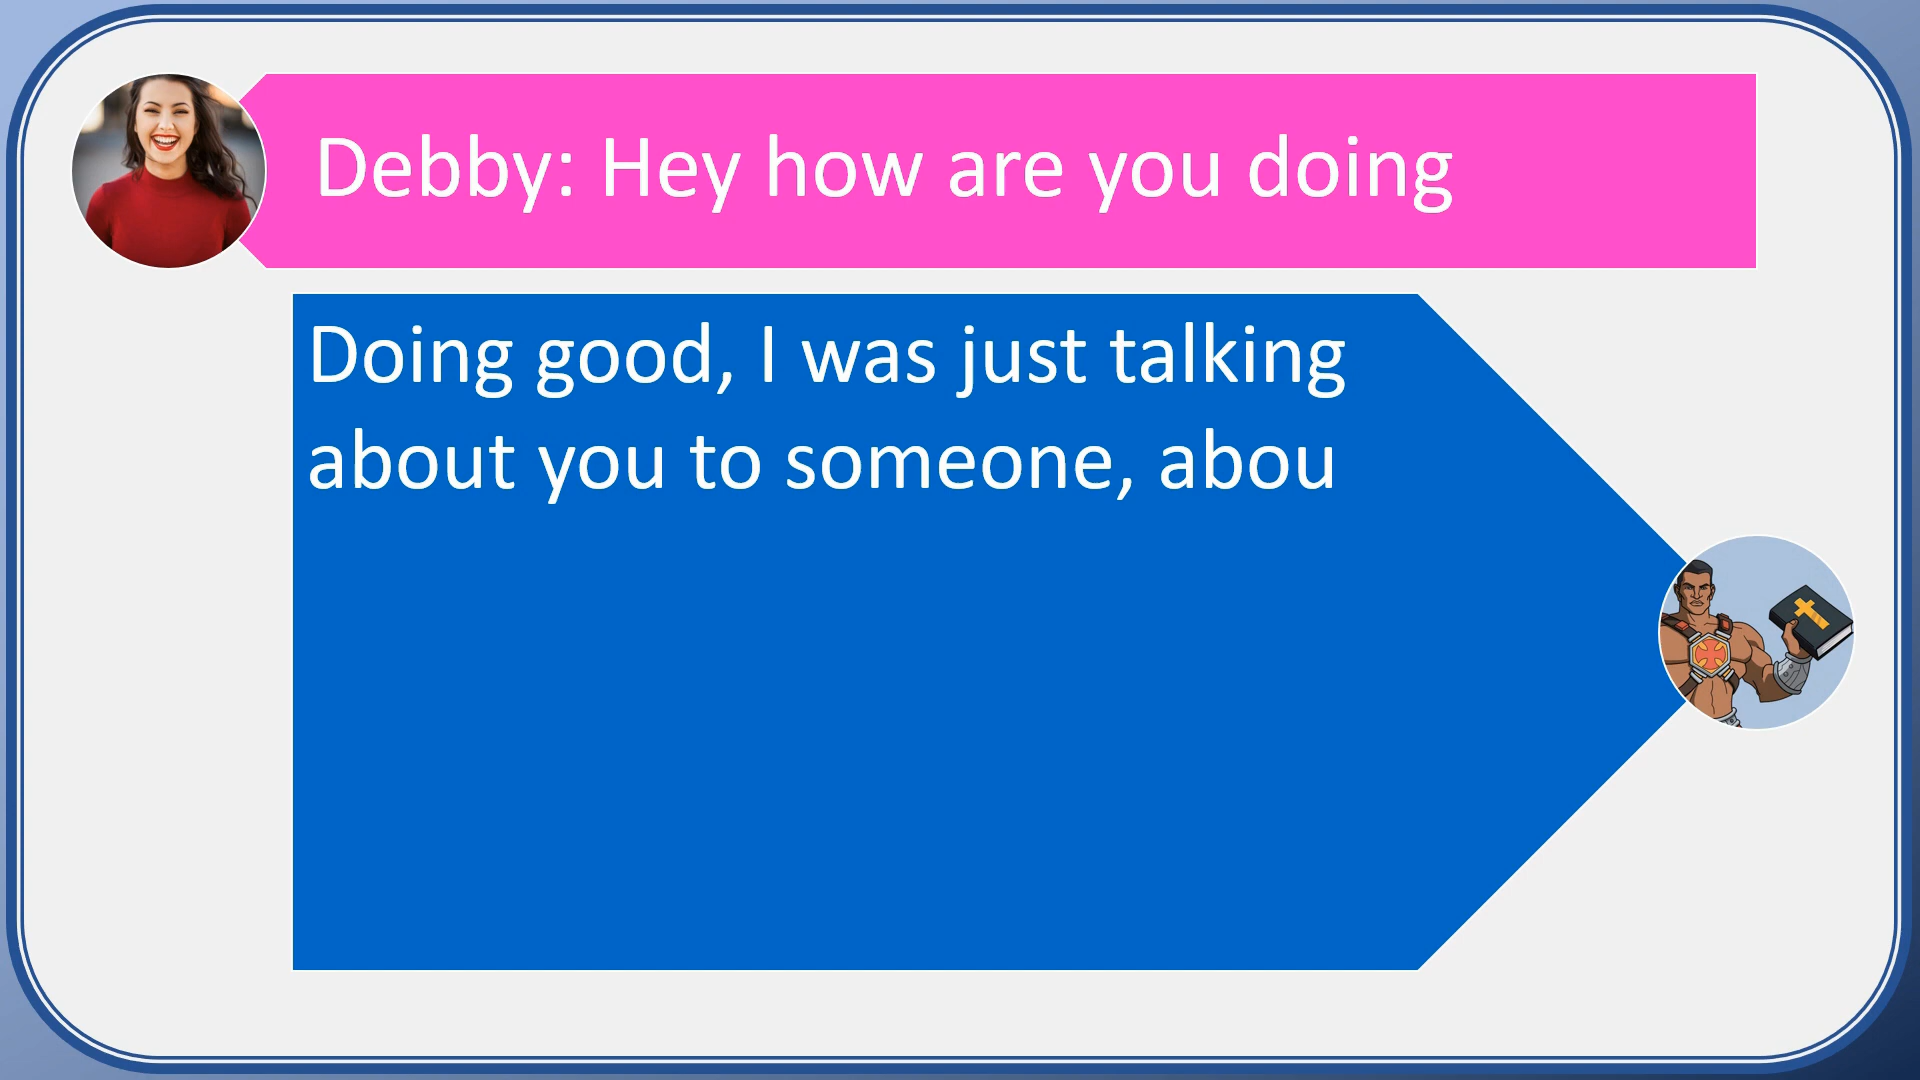 Debby: Hey how are you doing
Doing good, I was just talking
about you to someone, abou